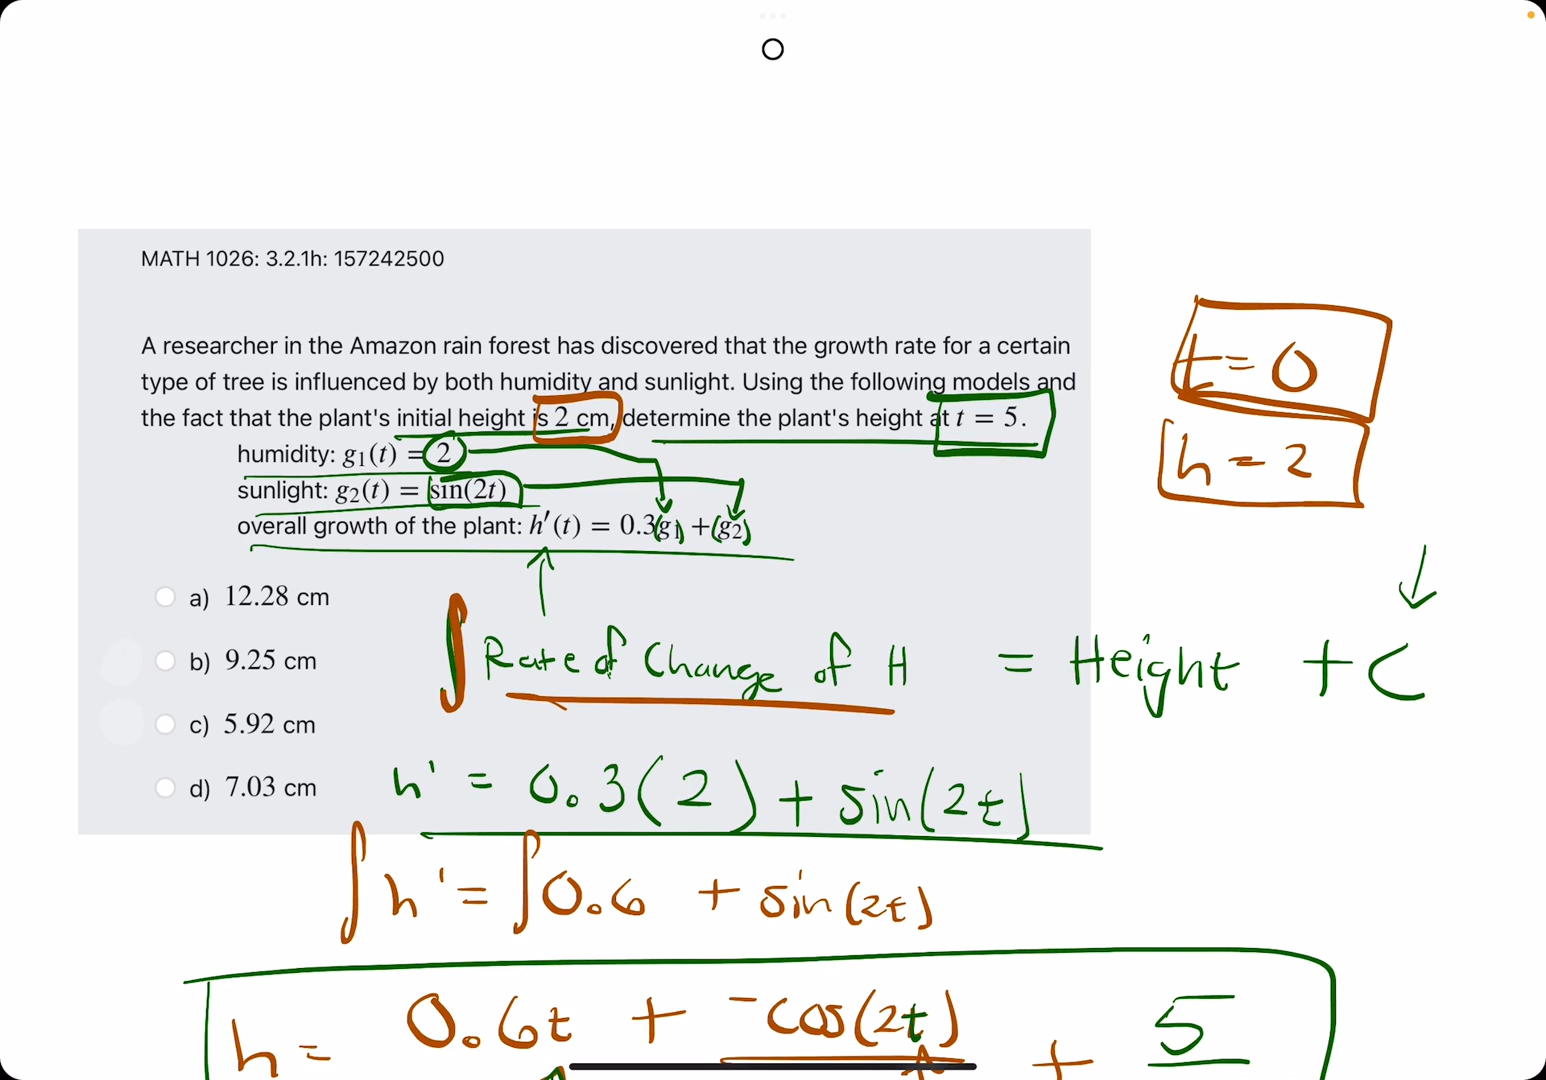 MATH 1026: 3.2.1h: 157242500
A researcher in the Amazon rain forest has discovered that the growth rate for a certain
type of tree is influenced by both humidity and sunlight. Using the following models and
the fact that the plant's initial height is 2 cm, determine the plant's height at t = 5.
humidity: g₁(t) = 2
sunlight: g₂(t) = sin(2t)
overall growth of the plant: h′(t) = 0.3(g₁) + (g₂)
t = 0
h = 2
a) 12.28 cm
b) 9.25 cm
c) 5.92 cm
d) 7.03 cm
∫ Rate of Change of H = Height + C
h' = 0.3(2) + sin(2t)
∫h' = ∫0.6 + sin(2t)
h = 0.6t + -cos(2t) + 5